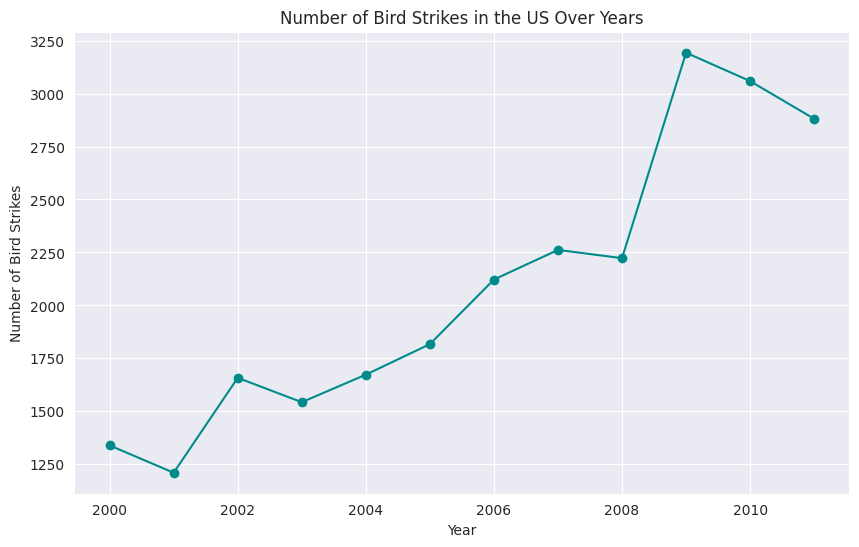 Number of Bird Strikes in the US Over Years
Number of Bird Strikes
3250
3000
2750
2500
2250
2000
1750
1500
1250
2000 2002 2004 2006 2008 2010
Year